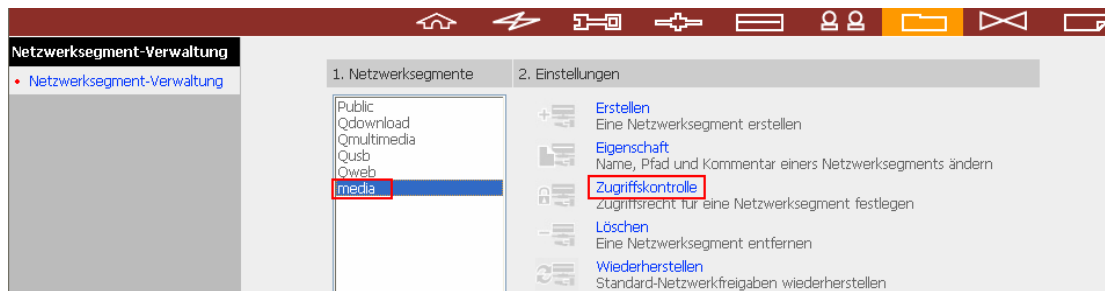 Netzwerksegment-Verwaltung
Netzwerksegment-Verwaltung
1. Netzwerksegmente
2. Einstellungen
Public
Qdownload
Qmultimedia
Qusb
Qweb
media
Erstellen
Eine Netzwerksegment erstellen
Eigenschaft
Name, Pfad und Kommentar einers Netzwerksegments ändern
Zugriffskontrolle
Zugriffsrecht für eine Netzwerksegment festlegen
Löschen
Eine Netzwerksegment entfernen
Wiederherstellen
Standard-Netzwerkfreigaben wiederherstellen